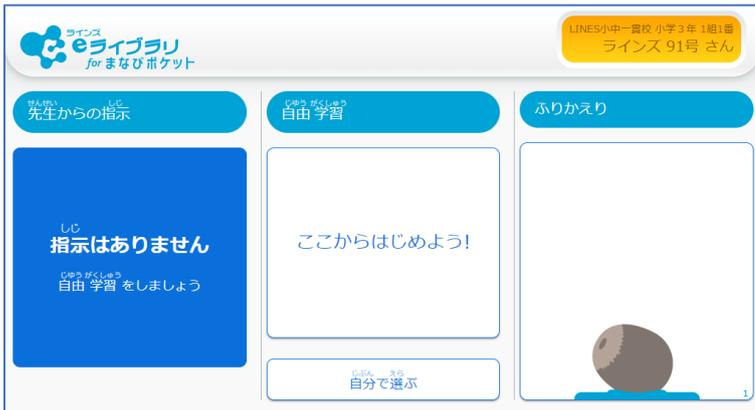 ラインズ
eライブラリ
for まなびポケット
LINES小中一貫校 小学３年 1組1番
ラインズ 91号 さん
せんせい しじ
先生からの指示
じゆう がくしゅう
自由 学習
ふりかえり
しじ
指示はありません
じゆう がくしゅう
自由 学習 をしましょう
ここからはじめよう!
じぶん えら
自分で選ぶ
1